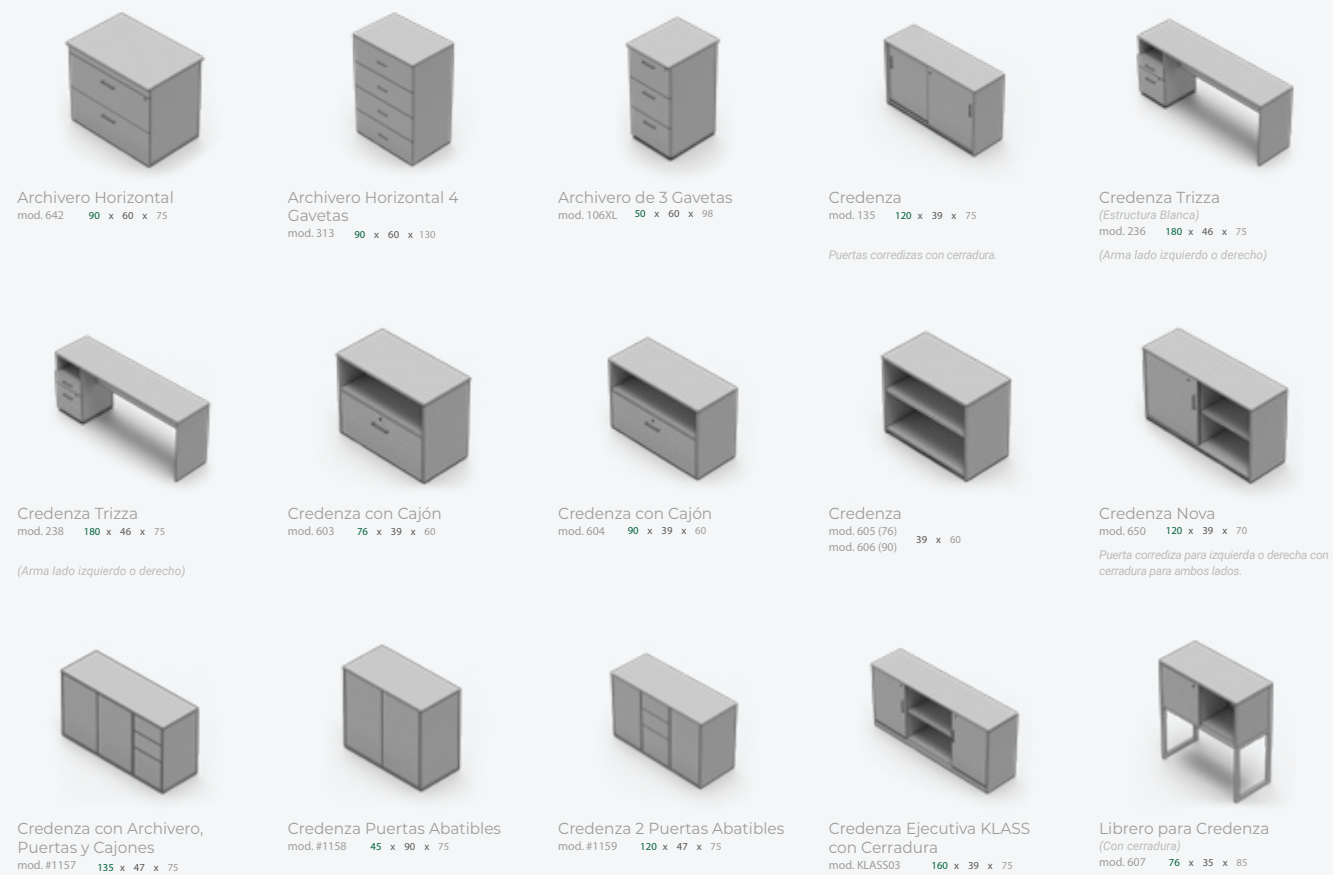 Archivero Horizontal
mod. 642 90 x 60 x 75
Archivero Horizontal 4
Gavetas
mod. 313 90 x 60 x 130
Archivero de 3 Gavetas
mod. 106XL 50 x 60 x 98
Credenza
mod. 135 120 x 39 x 75
Puertas corredizas con cerradura.
Credenza Trizza
(Estructura Blanca)
mod. 236 180 x 46 x 75
(Arma lado izquierdo o derecho)
Credenza Trizza
mod. 238 180 x 46 x 75
(Arma lado izquierdo o derecho)
Credenza con Cajón
mod. 603 76 x 39 x 60
Credenza con Cajón
mod. 604 90 x 39 x 60
Credenza
mod. 605 (76)
mod. 606 (90)
39 x 60
Credenza Nova
mod. 650 120 x 39 x 70
Puerta corrediza para izquierda o derecha con
cerradura para ambos lados.
Credenza con Archivero,
Puertas y Cajones
mod. #1157 135 x 47 x 75
Credenza Puertas Abatibles
mod. #1158 45 x 90 x 75
Credenza 2 Puertas Abatibles
mod. #1159 120 x 47 x 75
Credenza Ejecutiva KLASS
con Cerradura
mod. KLASS03 160 x 39 x 75
Librero para Credenza
(Con cerradura)
mod. 607 76 x 35 x 85